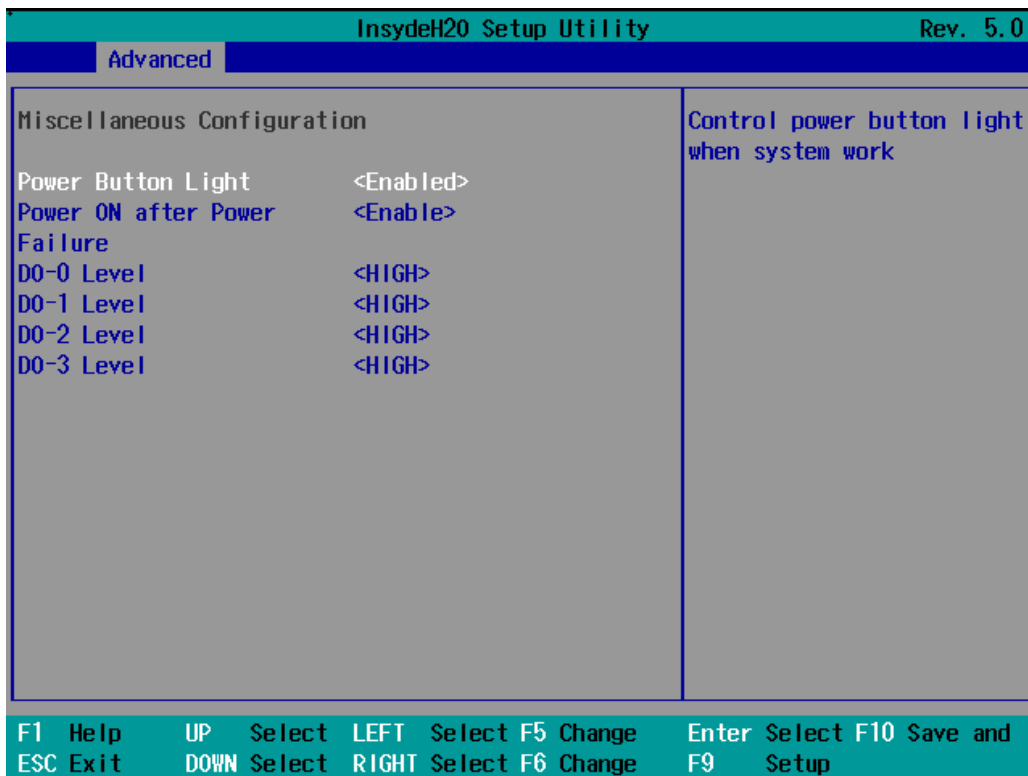 InsydeH20 Setup Utility Rev. 5.0
Advanced
Miscellaneous Configuration
Power Button Light <Enabled>
Power ON after Power <Enable>
Failure
DO-0 Level <HIGH>
DO-1 Level <HIGH>
DO-2 Level <HIGH>
DO-3 Level <HIGH>
Control power button light
when system work
F1 Help UP Select LEFT Select F5 Change Enter Select F10 Save and
ESC Exit DOWN Select RIGHT Select F6 Change F9 Setup